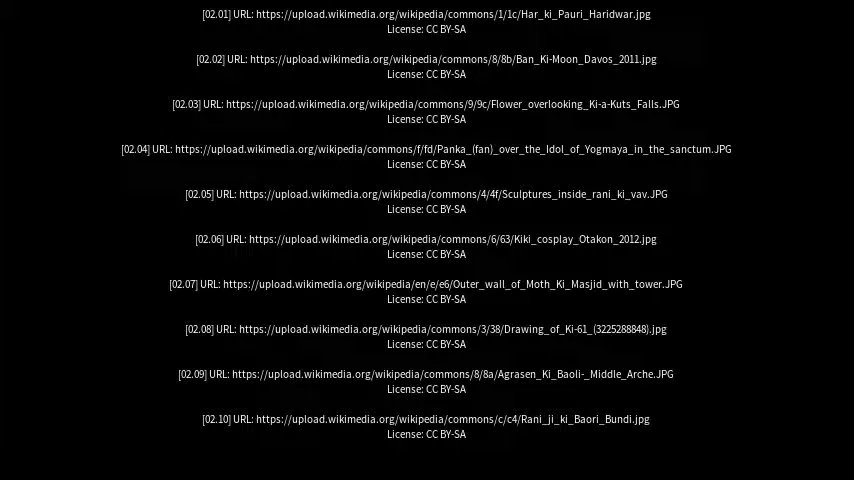 [02.01] URL: https://upload.wikimedia.org/wikipedia/commons/1/1c/Har_ki_Pauri_Haridwar.jpg
License: CC BY-SA
[02.02] URL: https://upload.wikimedia.org/wikipedia/commons/8/8b/Ban_Ki-Moon_Davos_2011.jpg
License: CC BY-SA
[02.03] URL: https://upload.wikimedia.org/wikipedia/commons/9/9c/Flower_overlooking_Ki-a-Kuts_Falls.JPG
License: CC BY-SA
[02.04] URL: https://upload.wikimedia.org/wikipedia/commons/f/fd/Panka_(fan)_over_the_Idol_of_Yogmaya_in_the_sanctum.JPG
License: CC BY-SA
[02.05] URL: https://upload.wikimedia.org/wikipedia/commons/4/4f/Sculptures_inside_rani_ki_vav.JPG
License: CC BY-SA
[02.06] URL: https://upload.wikimedia.org/wikipedia/commons/6/63/Kiki_cosplay_Otakon_2012.jpg
License: CC BY-SA
[02.07] URL: https://upload.wikimedia.org/wikipedia/en/e/e6/Outer_wall_of_Moth_Ki_Masjid_with_tower.JPG
License: CC BY-SA
[02.08] URL: https://upload.wikimedia.org/wikipedia/commons/3/38/Drawing_of_Ki-61_(3225288848).jpg
License: CC BY-SA
[02.09] URL: https://upload.wikimedia.org/wikipedia/commons/8/8a/Agrasen_Ki_Baoli-_Middle_Arche.JPG
License: CC BY-SA
[02.10] URL: https://upload.wikimedia.org/wikipedia/commons/c/c4/Rani_ji_ki_Baori_Bundi.jpg
License: CC BY-SA